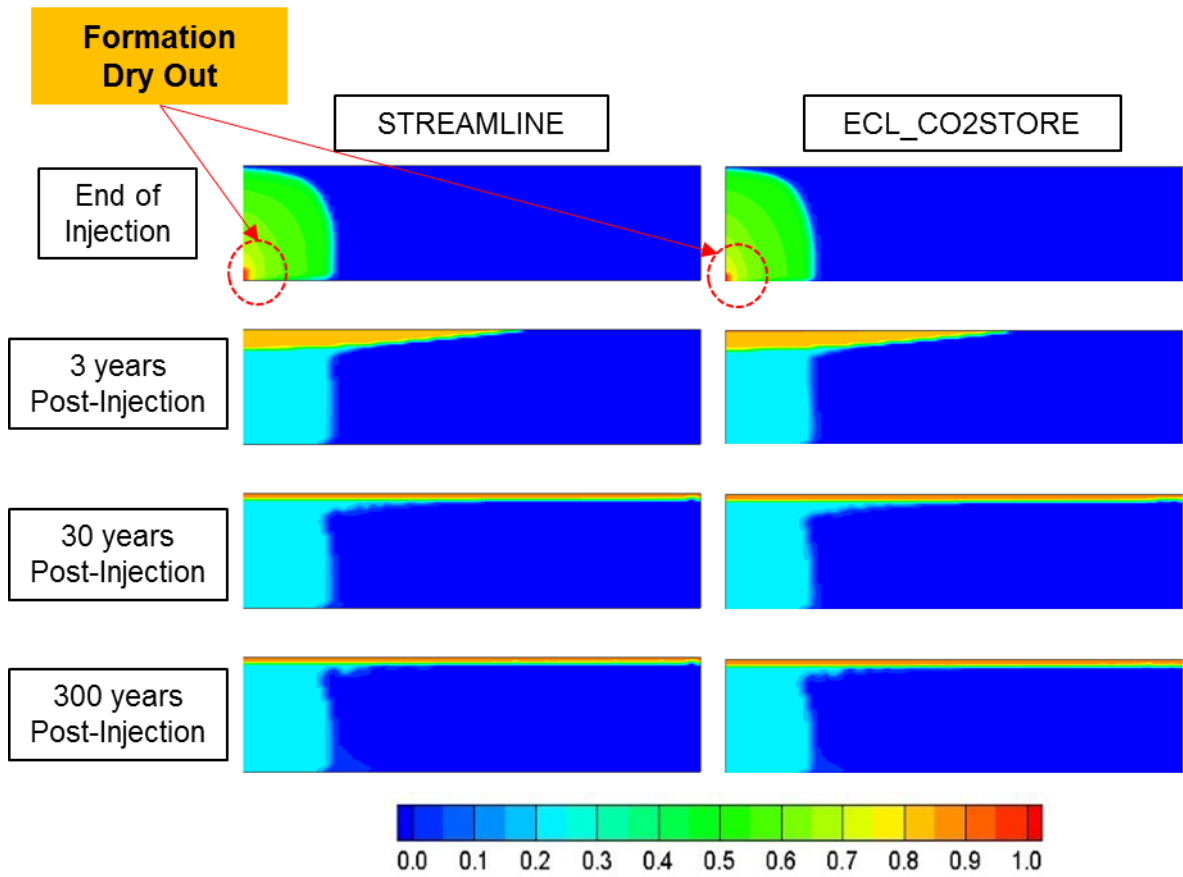 Formation
Dry Out
STREAMLINE
ECL_CO2STORE
End of
Injection
3 years
Post-Injection
30 years
Post-Injection
300 years
Post-Injection
0.0 0.1 0.2 0.3 0.4 0.5 0.6 0.7 0.8 0.9 1.0